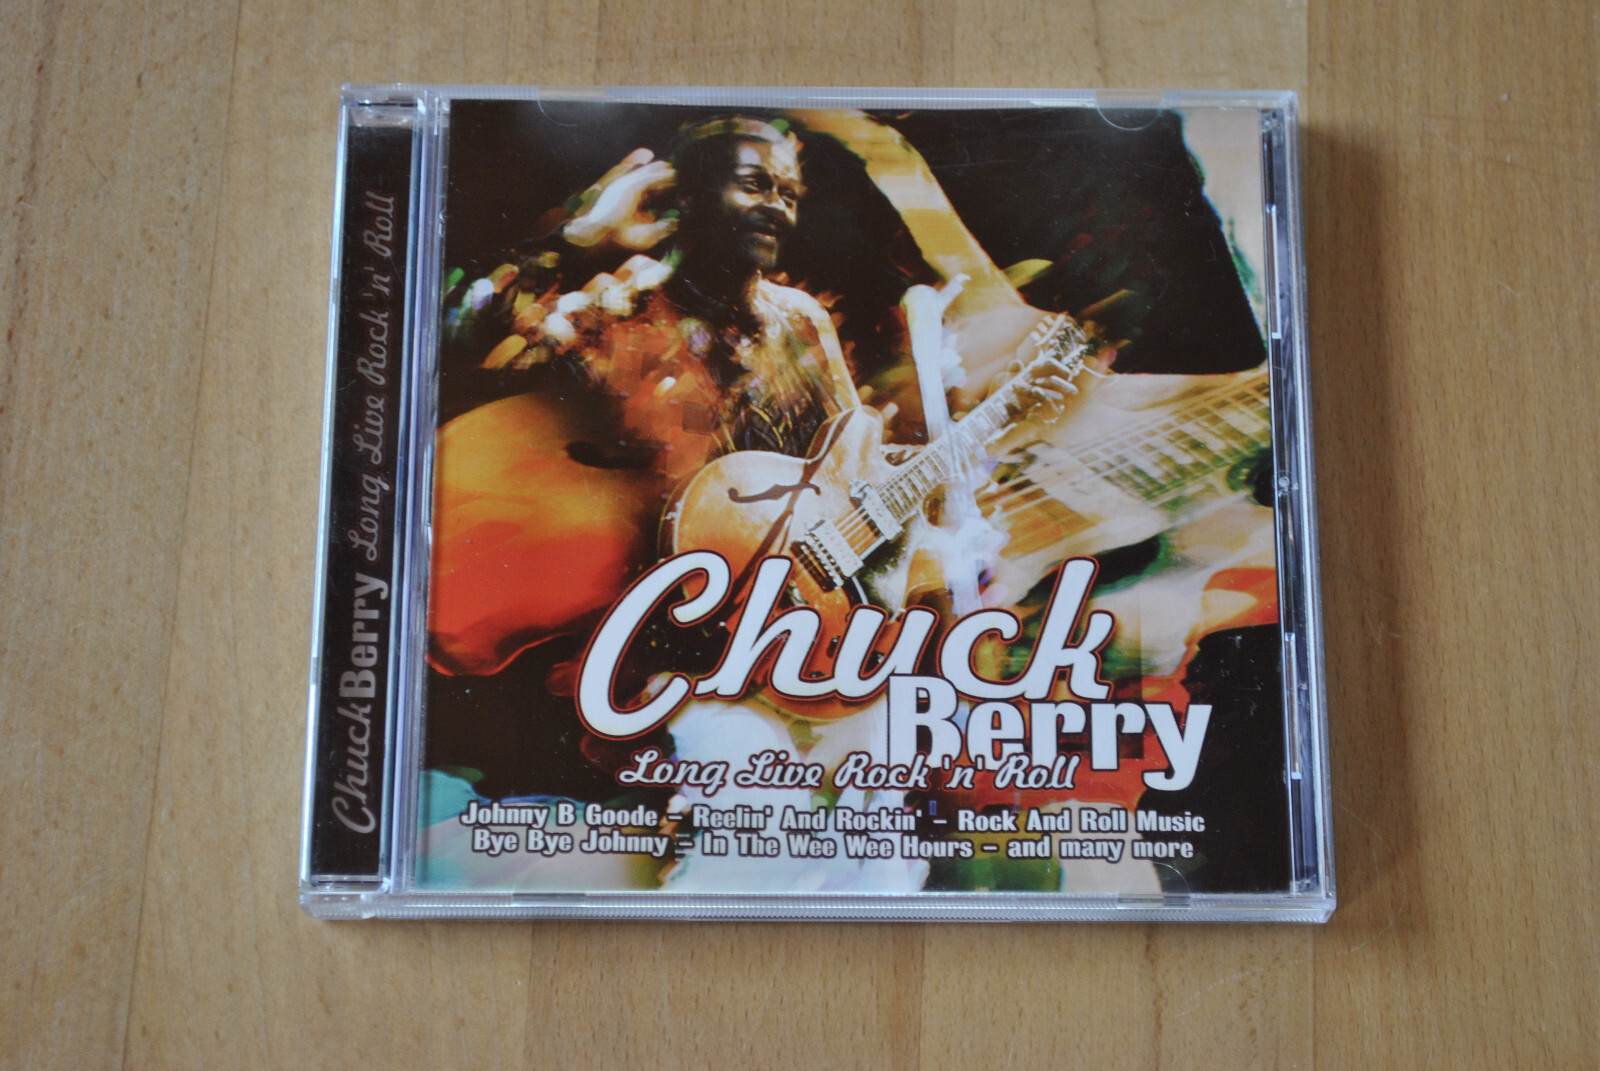 Chuck Berry Long Live Rock 'n' Roll
Chuck
Berry
Long Live Rock 'n' Roll
Johnny B Goode - Reelin' And Rockin' - Rock And Roll Music
Bye Bye Johnny - In The Wee Wee Hours - and many more